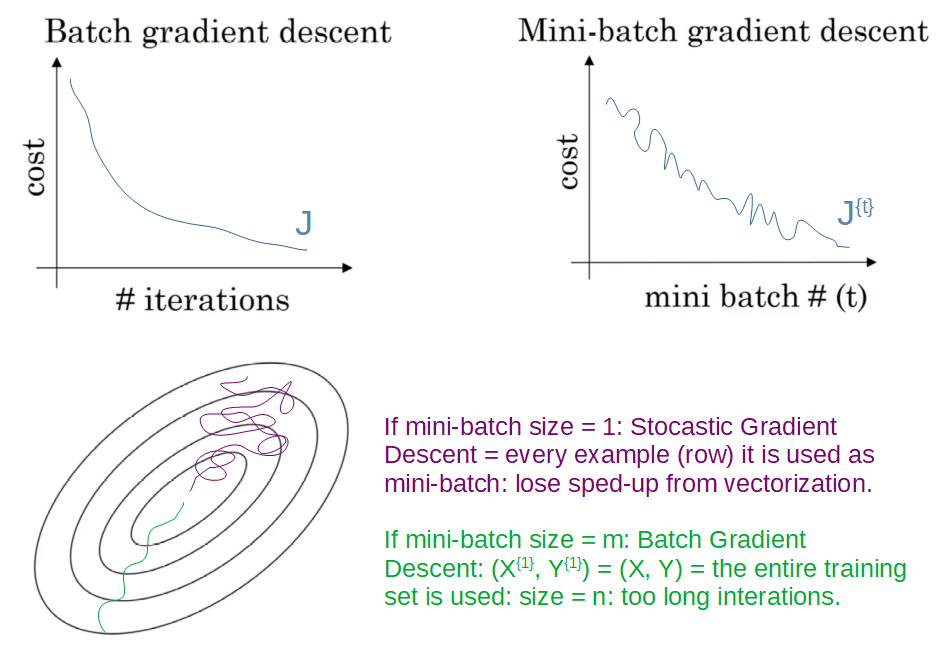 Batch gradient descent
cost
J
# iterations
Mini-batch gradient descent
cost
J{t}
mini batch # (t)
If mini-batch size = 1: Stocastic Gradient
Descent = every example (row) it is used as
mini-batch: lose sped-up from vectorization.
If mini-batch size = m: Batch Gradient
Descent: (X{1}, Y{1}) = (X, Y) = the entire training
set is used: size = n: too long interations.